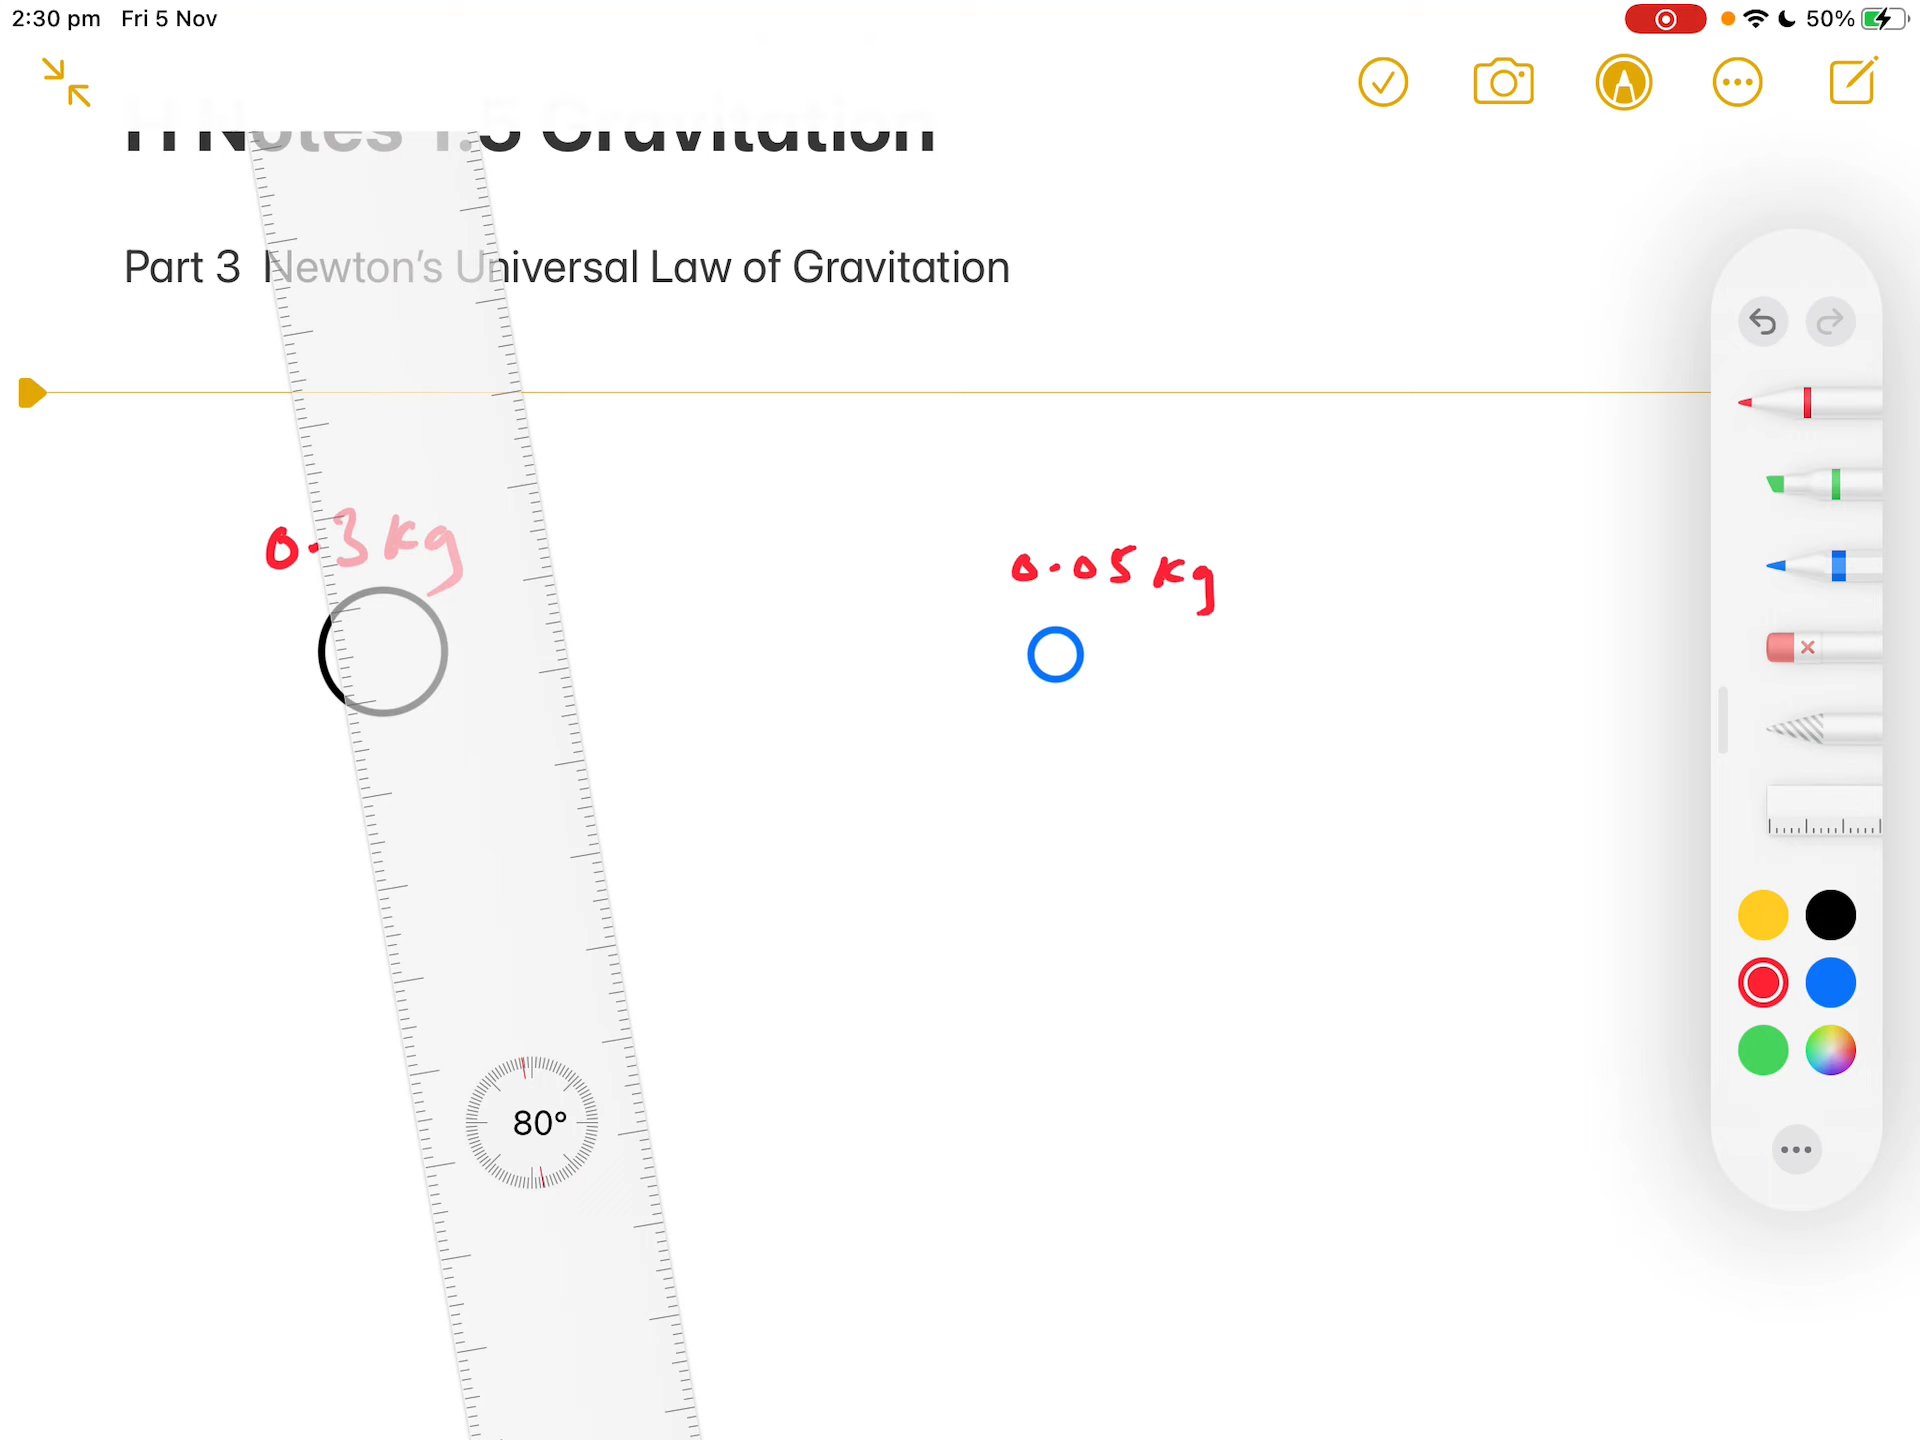 2:30 pm Fri 5 Nov
50%
H Notes 1.5 Gravitation
Part 3 Newton's Universal Law of Gravitation
0.3 kg
0.05 kg
80°